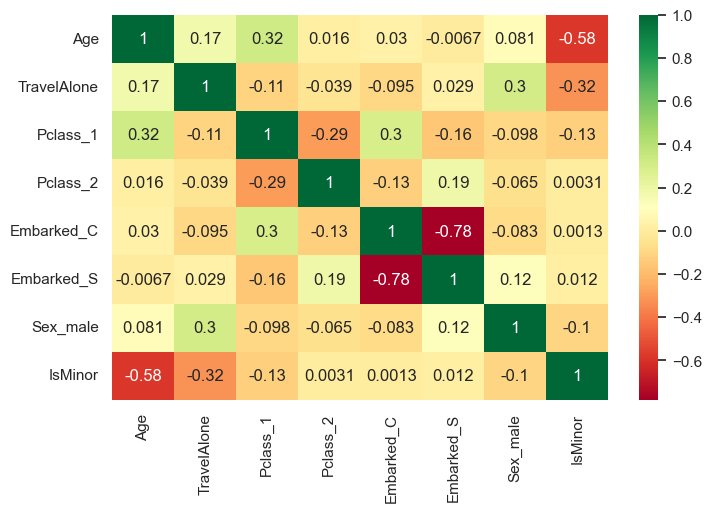 Age 1 0.17 0.32 0.016 0.03 -0.0067 0.081 -0.58
TravelAlone 0.17 1 -0.11 -0.039 -0.095 0.029 0.3 -0.32
Pclass_1 0.32 -0.11 1 -0.29 0.3 -0.16 -0.098 -0.13
Pclass_2 0.016 -0.039 -0.29 1 -0.13 0.19 -0.065 0.0031
Embarked_C 0.03 -0.095 0.3 -0.13 1 -0.78 -0.083 0.0013
Embarked_S -0.0067 0.029 -0.16 0.19 -0.78 1 0.12 0.012
Sex_male 0.081 0.3 -0.098 -0.065 -0.083 0.12 1 -0.1
IsMinor -0.58 -0.32 -0.13 0.0031 0.0013 0.012 -0.1 1
Age
TravelAlone
Pclass_1
Pclass_2
Embarked_C
Embarked_S
Sex_male
IsMinor
1.0
0.8
0.6
0.4
0.2
0.0
−0.2
−0.4
−0.6